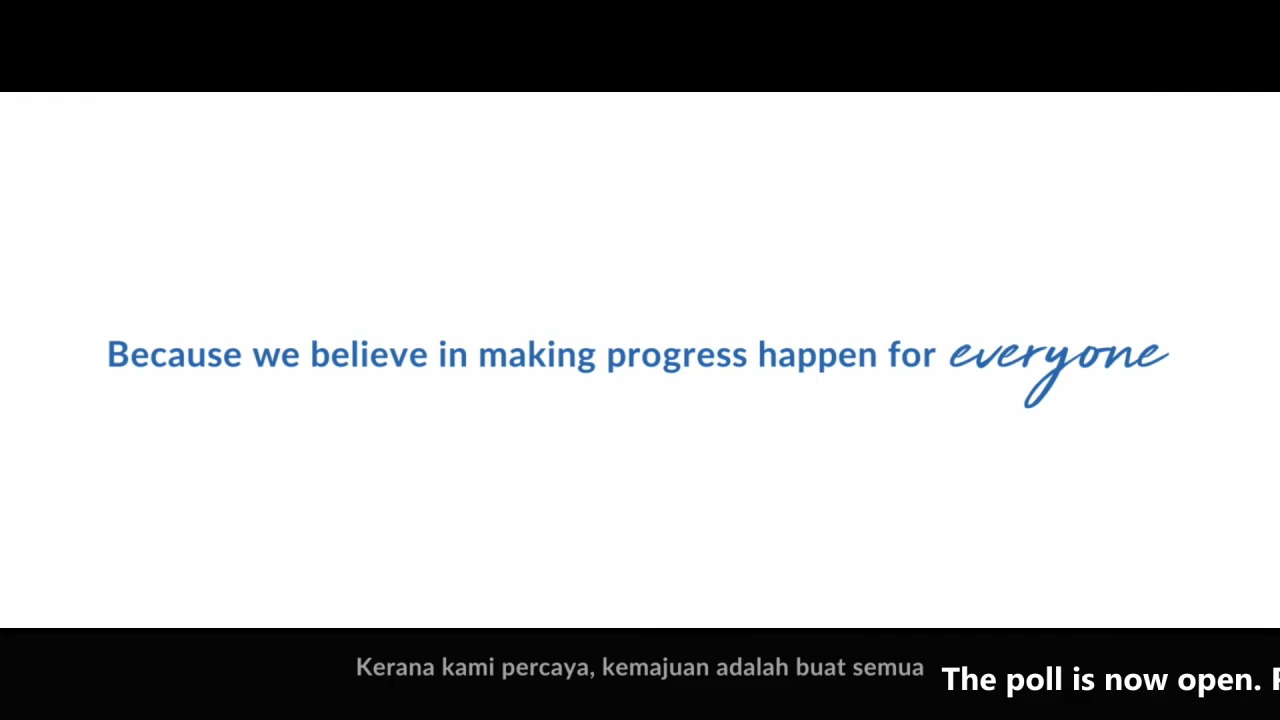 Because we believe in making progress happen for everyone
Kerana kami percaya, kemajuan adalah buat semua
The poll is now open.